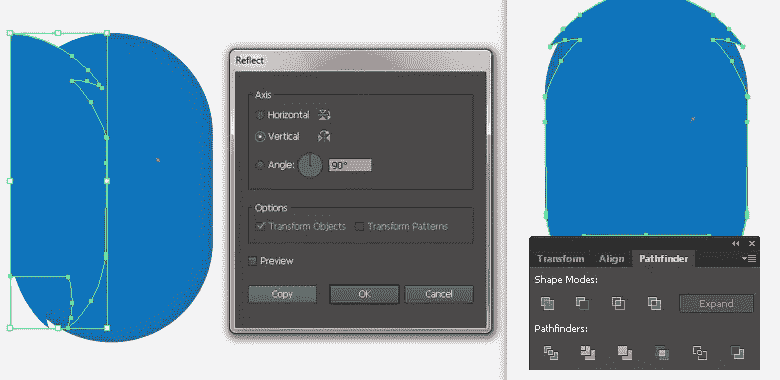 Reflect
Axis
Horizontal
Vertical
Angle: 90°
Options
Transform Objects Transform Patterns
Preview
Copy OK Cancel
Transform Align Pathfinder
Shape Modes:
Expand
Pathfinders: